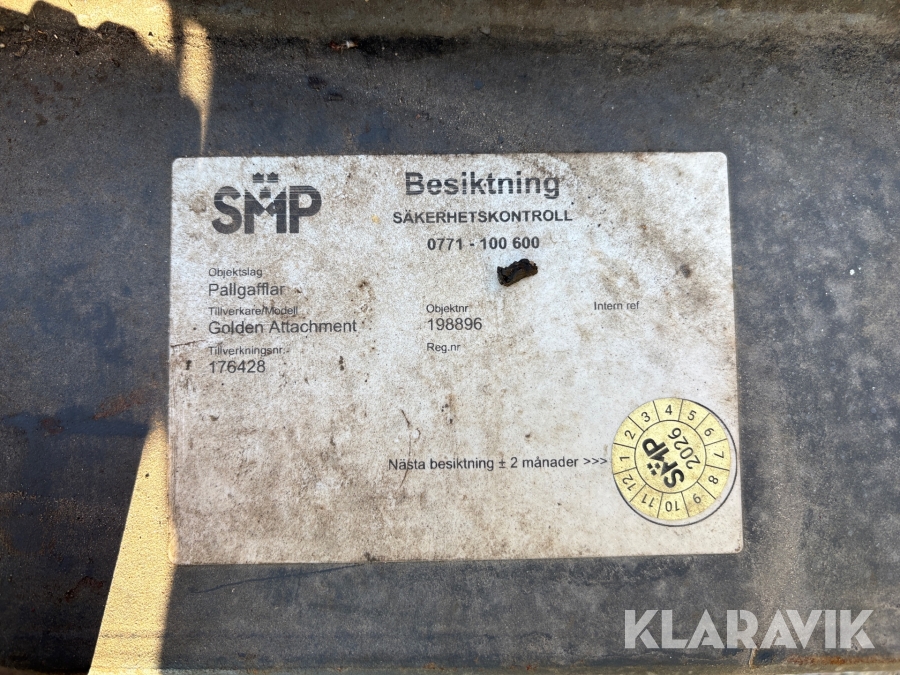 SMP
Besiktning
SÄKERHETSKONTROLL
0771 - 100 600
Objektslag
Pallgafflar
Tillverkare/Modell
Golden Attachment
Objektnr
198896
Intern ref
Tillverkningsnr:
176428
Reg.nr
Nästa besiktning ± 2 månader >>>
1 2 3 4 5 6 7 8 9 10 11 12
SMP
2026
KLARAVIK